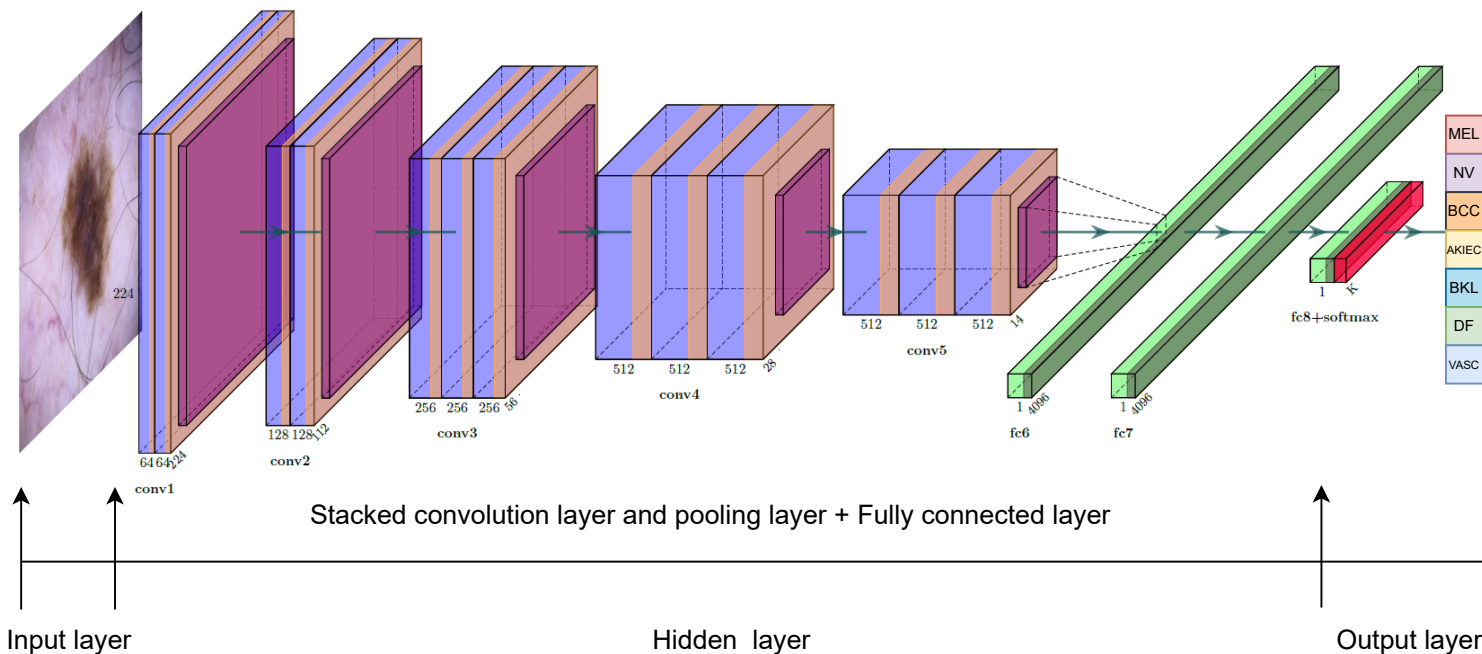 224
64 64 224
conv1
128 128 112
conv2
256 256 256 56
conv3
512 512 512 28
conv4
512 512 512 14
conv5
1 4096
fc6
1 4096
fc7
1 K
fc8+softmax
MEL
NV
BCC
AKIEC
BKL
DF
VASC
Stacked convolution layer and pooling layer + Fully connected layer
Input layer
Hidden layer
Output layer